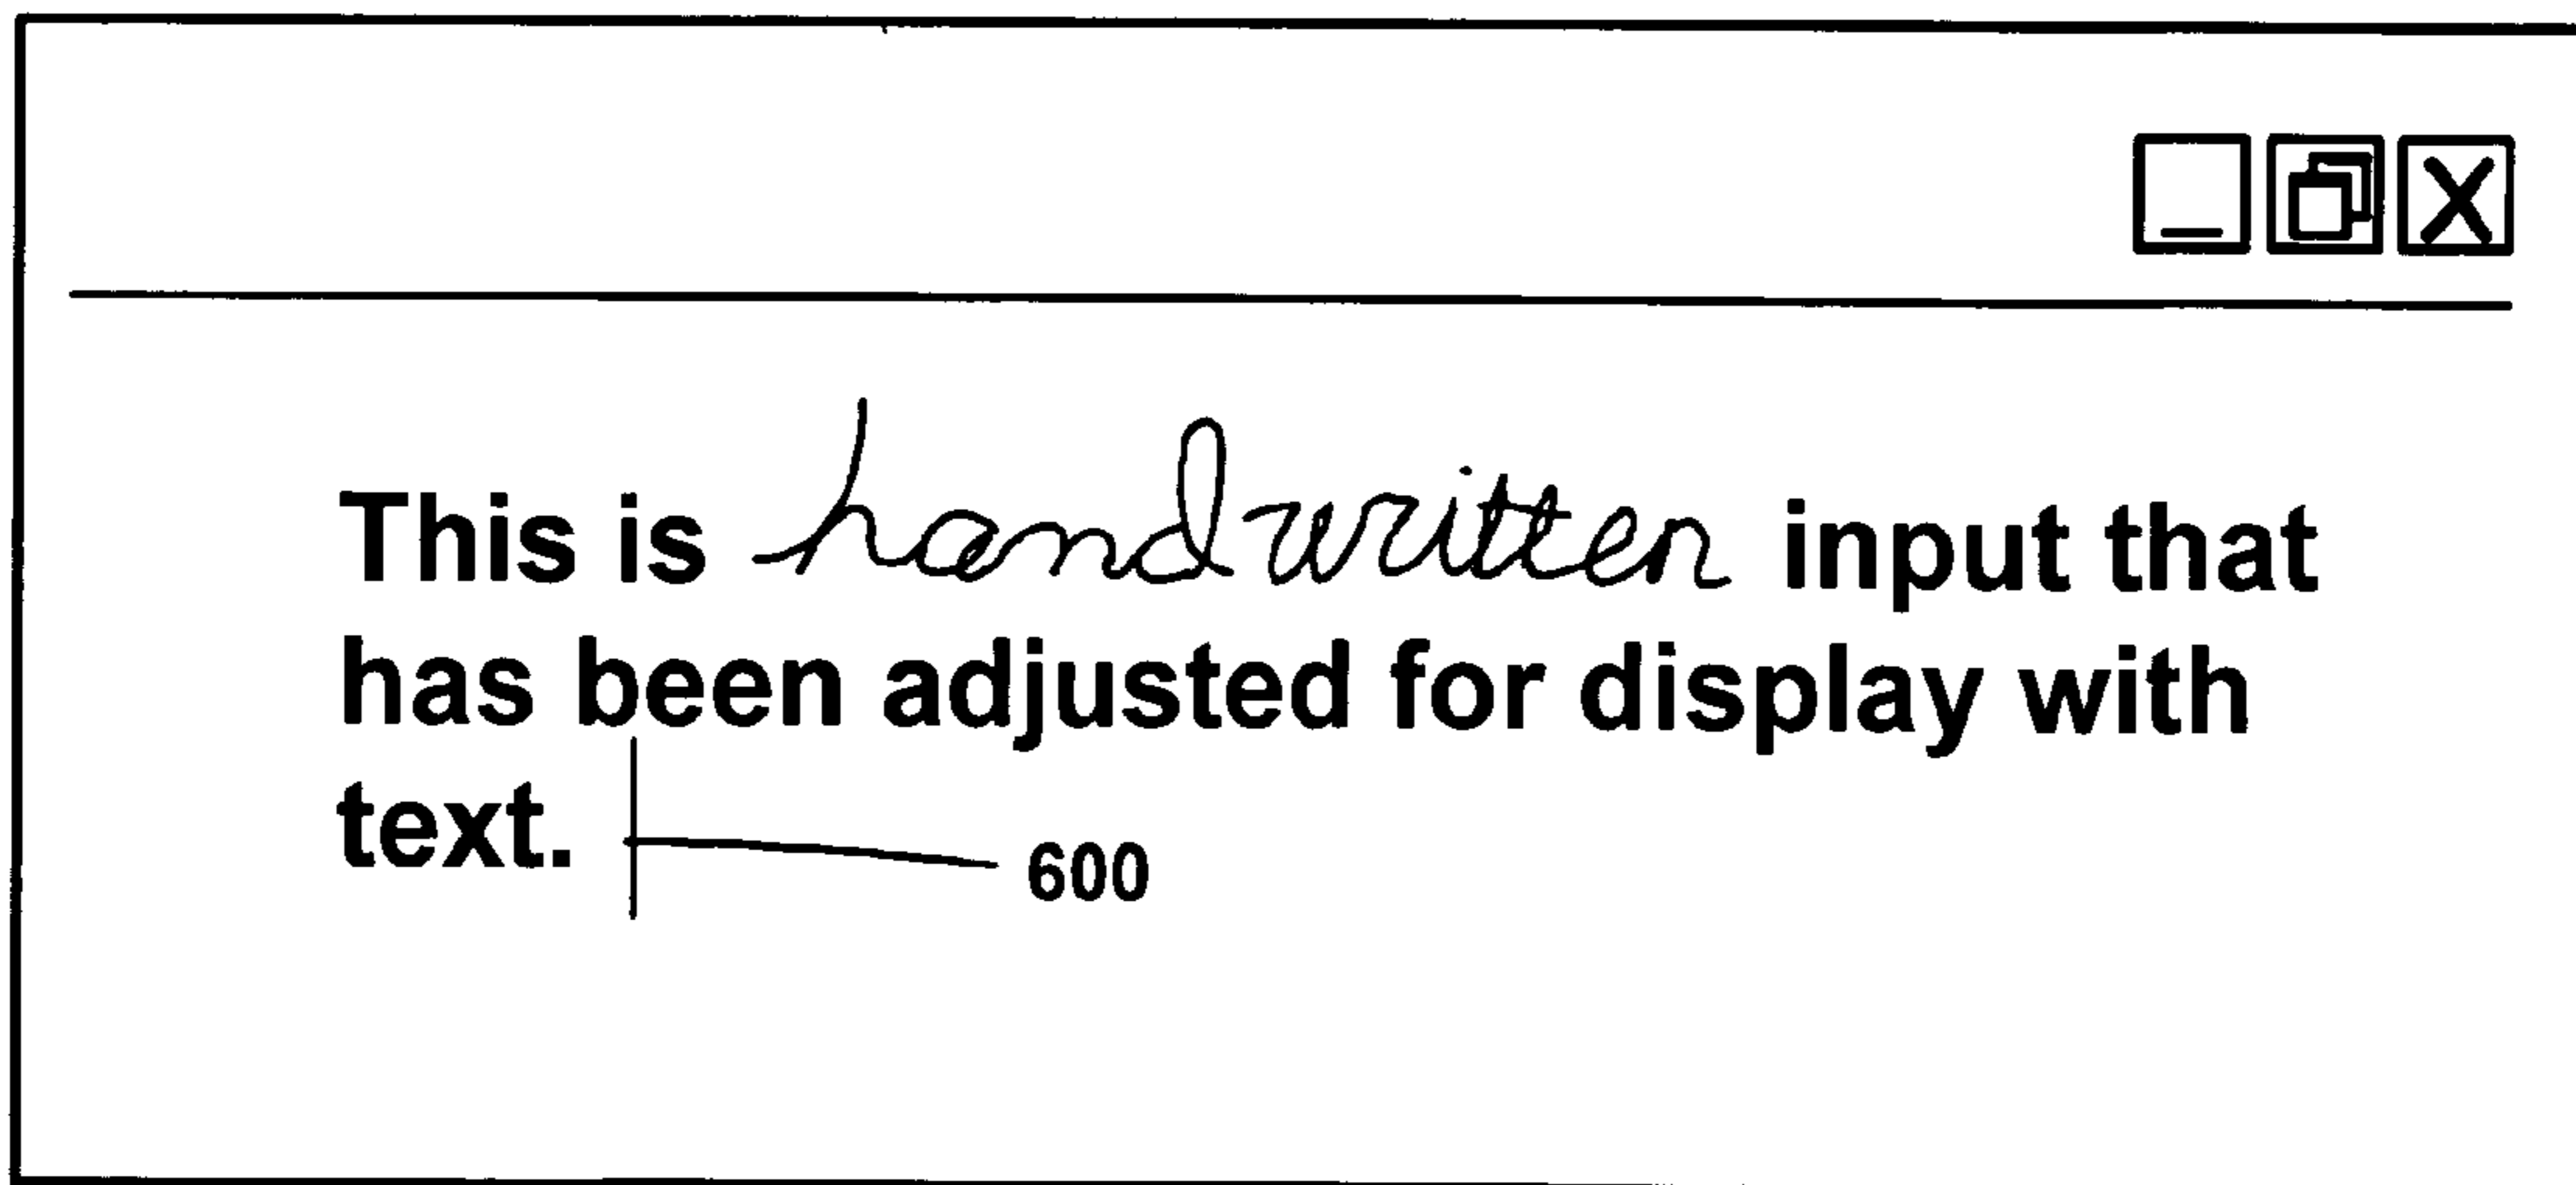 This is handwritten input that
has been adjusted for display with
text.
600